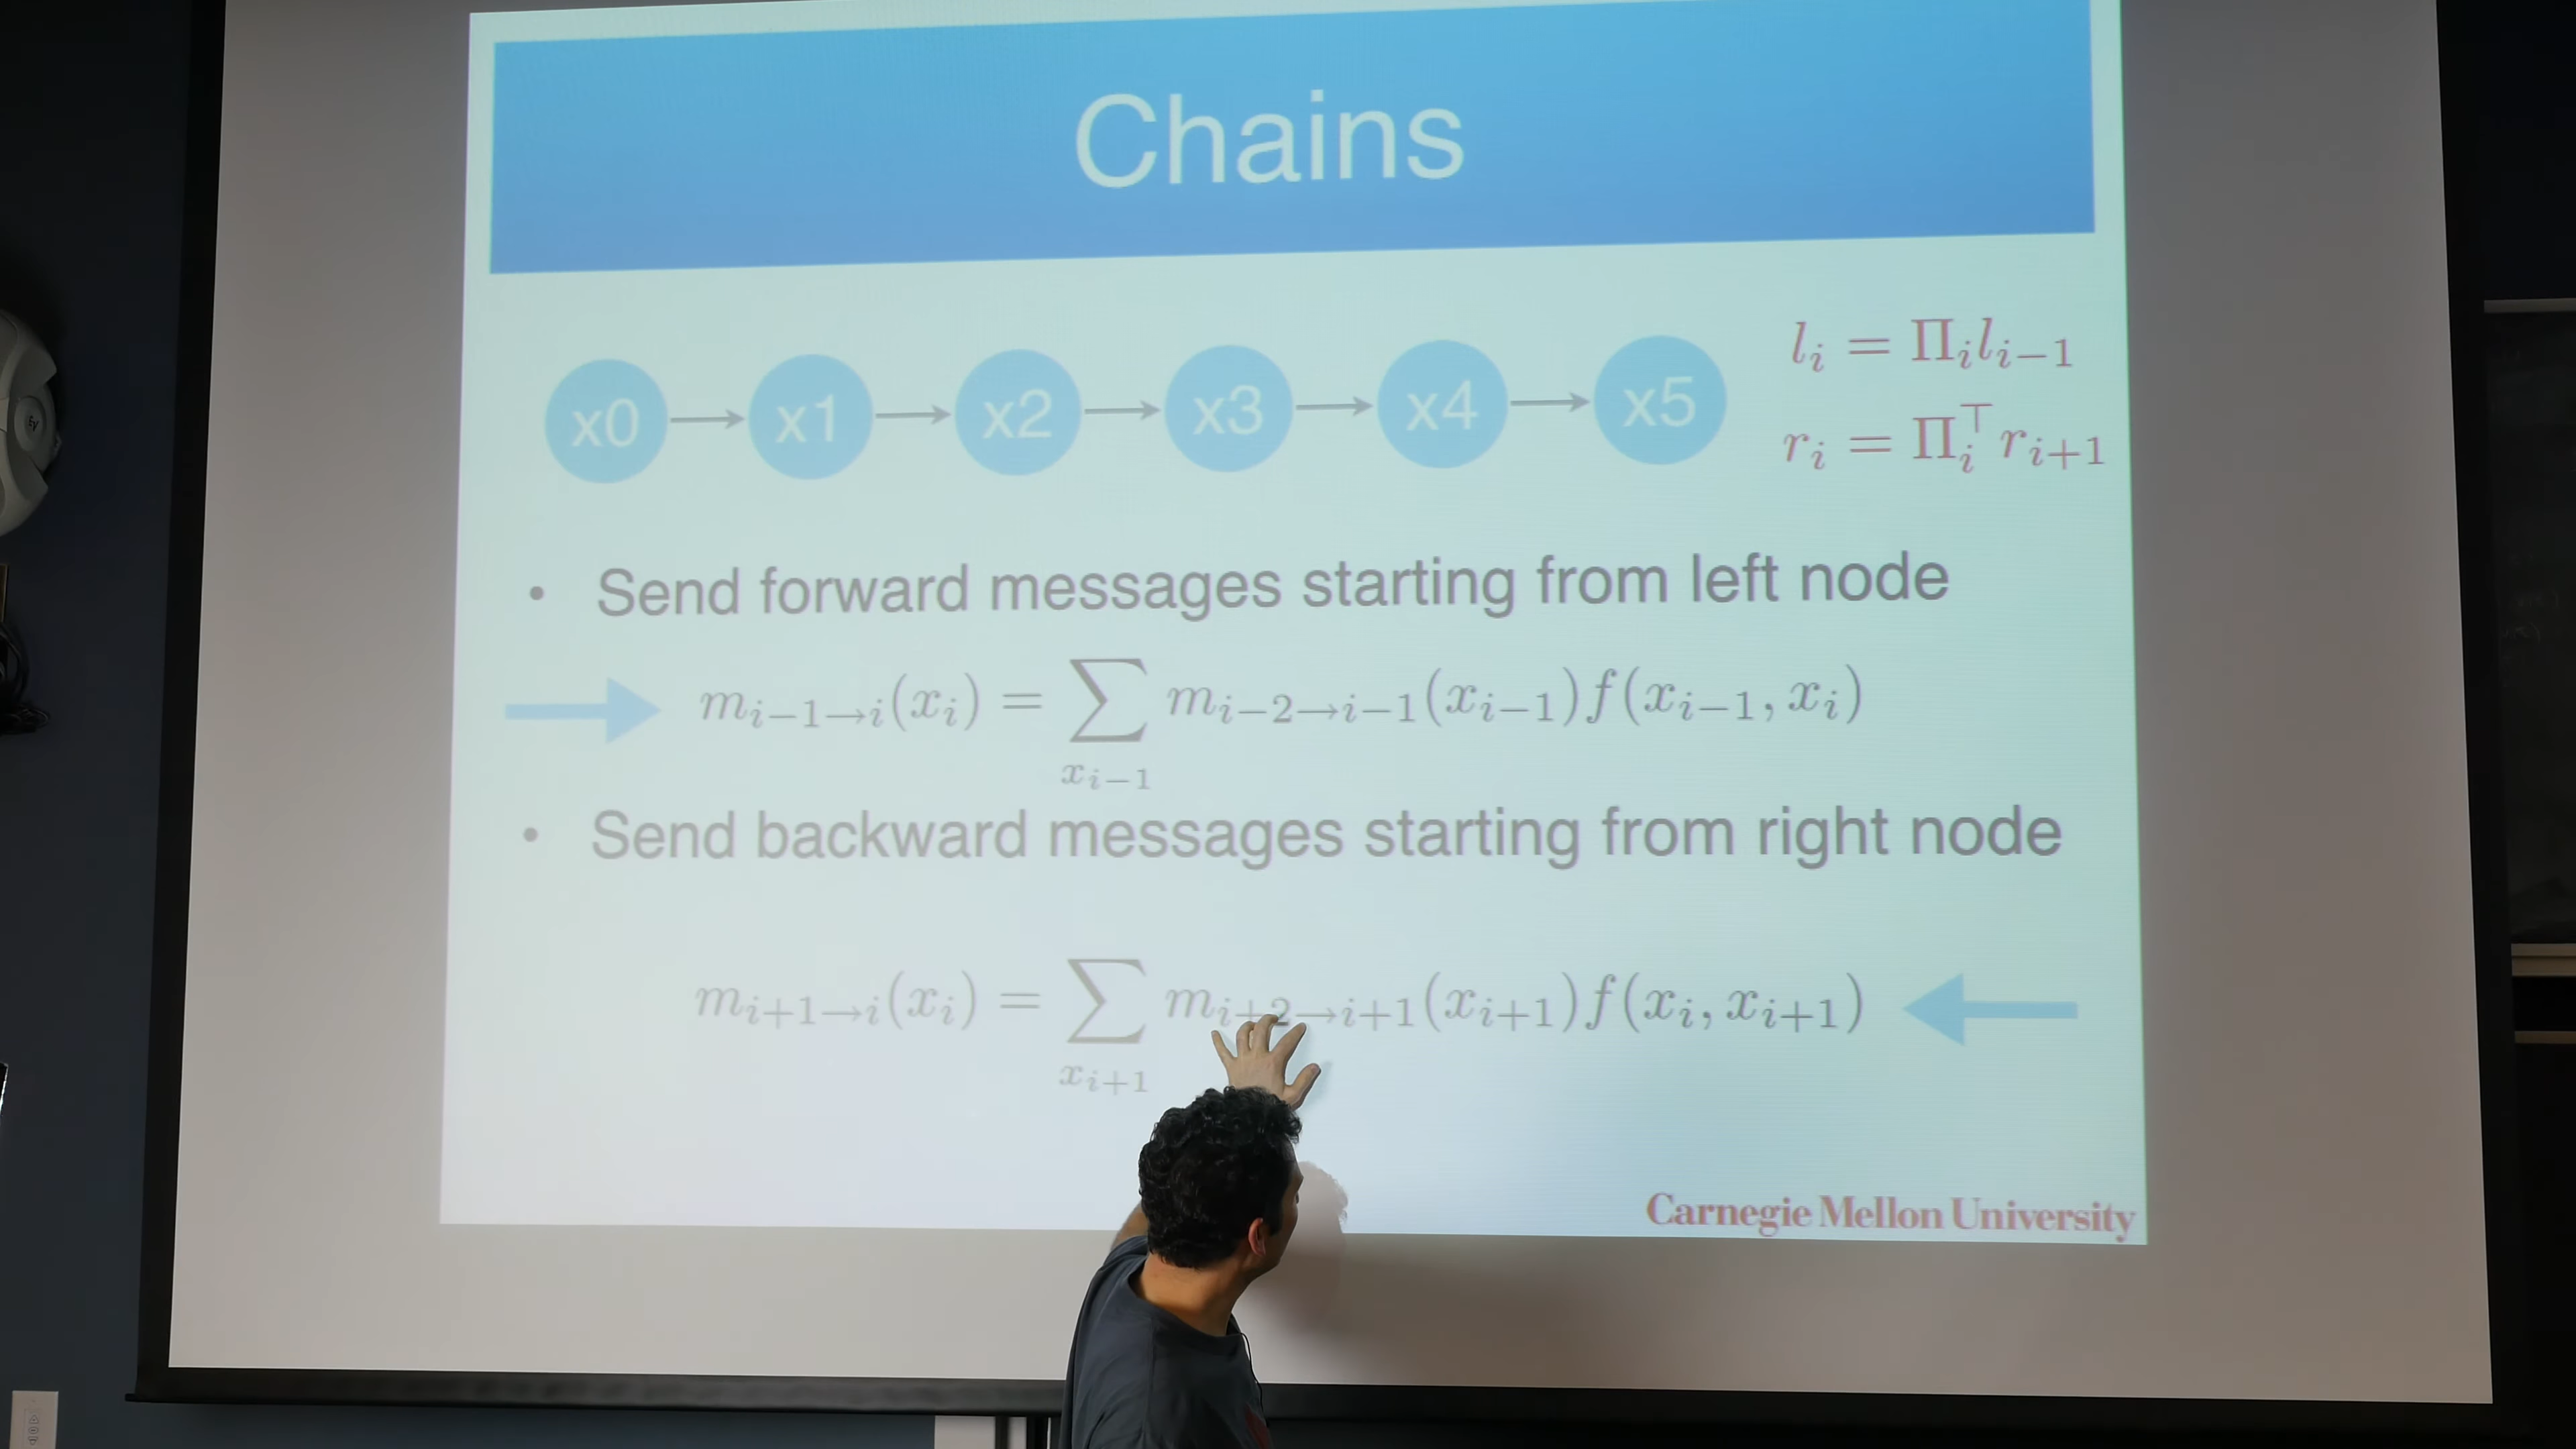 Chains
x0 → x1 → x2 → x3 → x4 → x5
l_i = Π_i l_{i−1}
r_i = Π_i^⊤ r_{i+1}
• Send forward messages starting from left node
m_{i−1→i}(x_i) = ∑_{x_{i−1}} m_{i−2→i−1}(x_{i−1}) f(x_{i−1}, x_i)
• Send backward messages starting from right node
m_{i+1→i}(x_i) = ∑_{x_{i+1}} m_{i+2→i+1}(x_{i+1}) f(x_i, x_{i+1})
Carnegie Mellon University